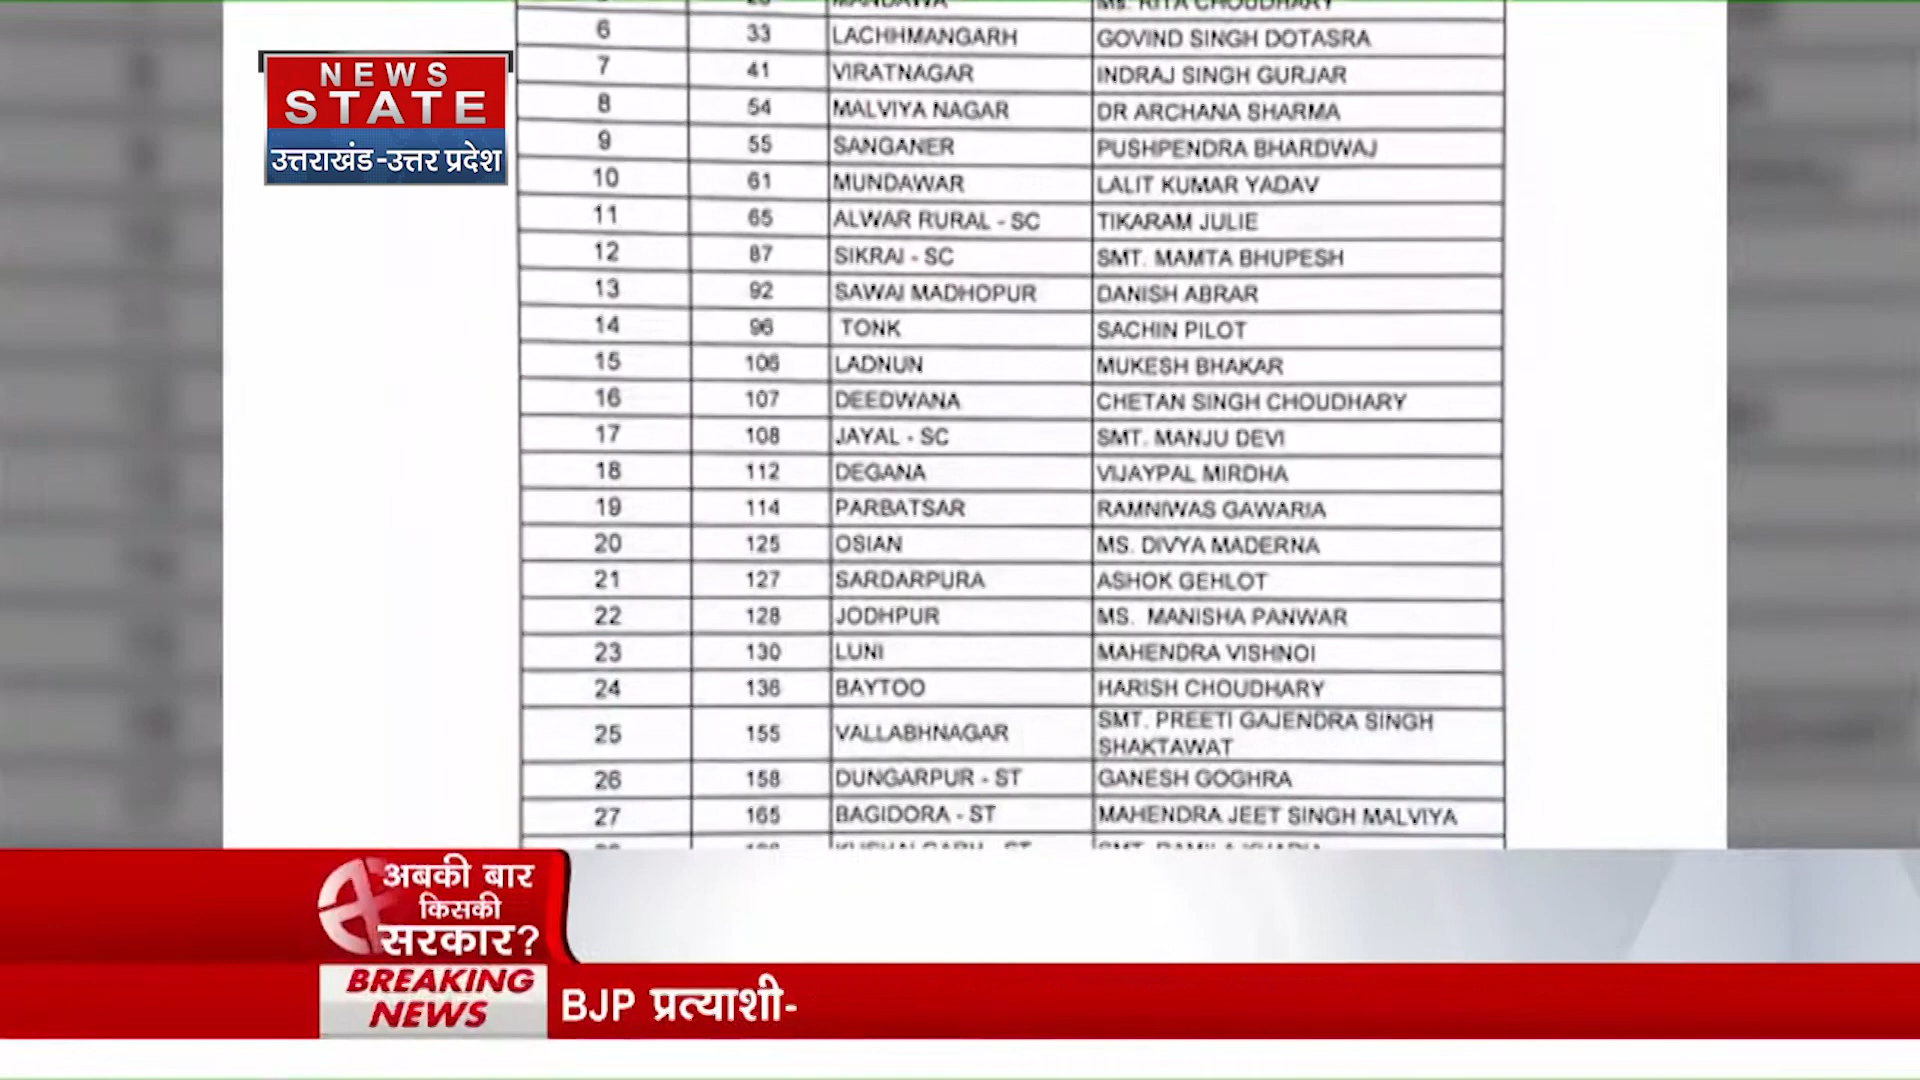 MANDAWA Ms. RITA CHOUDHARY
6 33 LACHHMANGARH GOVIND SINGH DOTASRA
7 41 VIRATNAGAR INDRAJ SINGH GURJAR
8 54 MALVIYA NAGAR DR ARCHANA SHARMA
9 55 SANGANER PUSHPENDRA BHARDWAJ
10 61 MUNDAWAR LALIT KUMAR YADAV
11 65 ALWAR RURAL - SC TIKARAM JULIE
12 87 SIKRAI - SC SMT. MAMTA BHUPESH
13 92 SAWAI MADHOPUR DANISH ABRAR
14 96 TONK SACHIN PILOT
15 106 LADNUN MUKESH BHAKAR
16 107 DEEDWANA CHETAN SINGH CHOUDHARY
17 108 JAYAL - SC SMT. MANJU DEVI
18 112 DEGANA VIJAYPAL MIRDHA
19 114 PARBATSAR RAMNIWAS GAWARIA
20 125 OSIAN MS. DIVYA MADERNA
21 127 SARDARPURA ASHOK GEHLOT
22 128 JODHPUR MS. MANISHA PANWAR
23 130 LUNI MAHENDRA VISHNOI
24 136 BAYTOO HARISH CHOUDHARY
25 155 VALLABHNAGAR SMT. PREETI GAJENDRA SINGH
SHAKTAWAT
26 158 DUNGARPUR - ST GANESH GOGHRA
27 165 BAGIDORA - ST MAHENDRA JEET SINGH MALVIYA
NEWS
STATE
उत्तराखंड-उत्तर प्रदेश
अबकी बार
किसकी
सरकार?
BREAKING
NEWS
BJP प्रत्याशी-